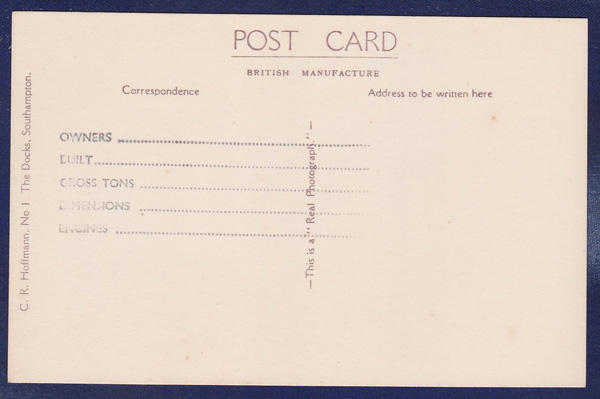 POST CARD
BRITISH MANUFACTURE
Correspondence
Address to be written here
OWNERS
BUILT
GROSS TONS
DIMENSIONS
ENGINES
—This is a "Real Photograph."—
C. R. Hoffmann, No 1 The Docks, Southampton.